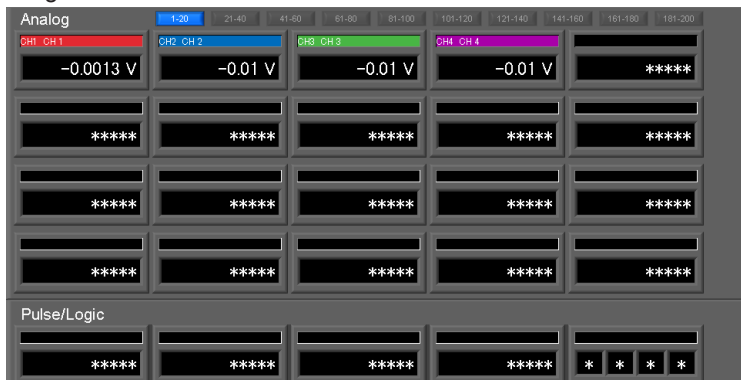 Analog 1-20 21-40 41-60 61-80 81-100 101-120 121-140 141-160 161-180 181-200
CH1 CH 1 CH2 CH 2 CH3 CH 3 CH4 CH 4
-0.0013 V -0.01 V -0.01 V -0.01 V *****
***** ***** ***** ***** *****
***** ***** ***** ***** *****
***** ***** ***** ***** *****
Pulse/Logic
***** ***** ***** ***** * * * *